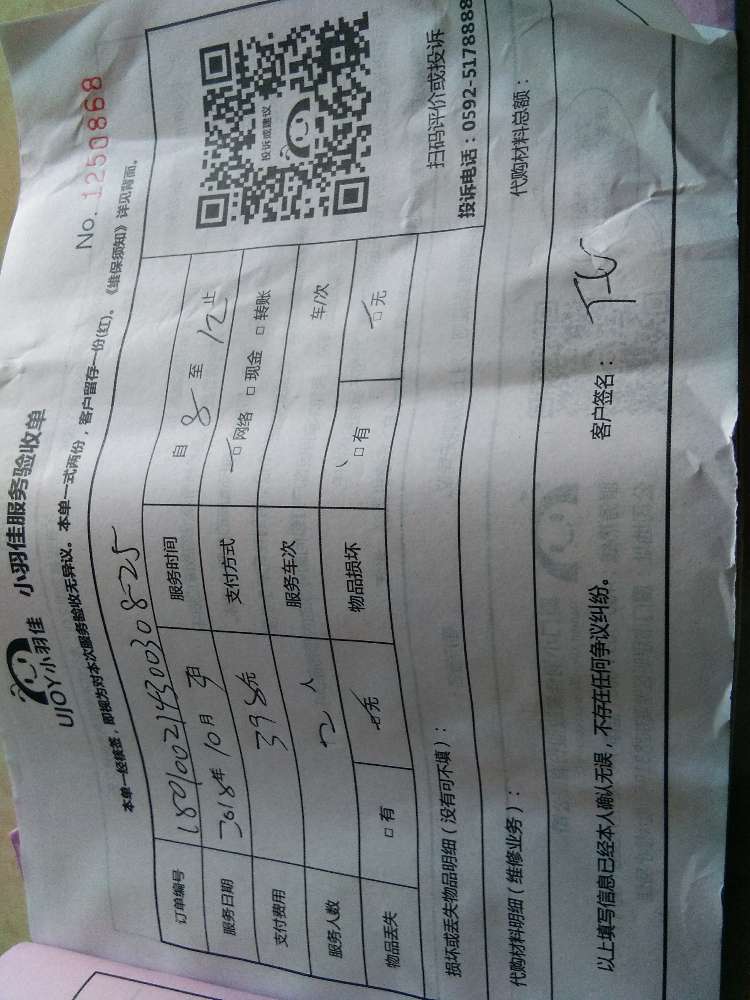 UJOY小羽佳 小羽佳服务验收单
No. 1250868
本单一经核签，即视为对本次服务验收无异议。本单一式两份，客户留存一份(红)。《维保须知》详见背面。
订单编号
服务日期 2018年 10月 日 服务时间 自 8 至 12 止
支付费用 398元 支付方式 □网络 □现金 □转账
服务人数 2 人 服务车次 车/次
物品丢失 □有 □无 物品损坏 □有 □无
投诉或建议
扫码评价或投诉
投诉电话：0592-5178888
损坏或丢失物品明细（没有可不填）：
代购材料明细（维修业务）： 代购材料总额：
以上填写信息已经本人确认无误，不存在任何争议纠纷。 客户签名：